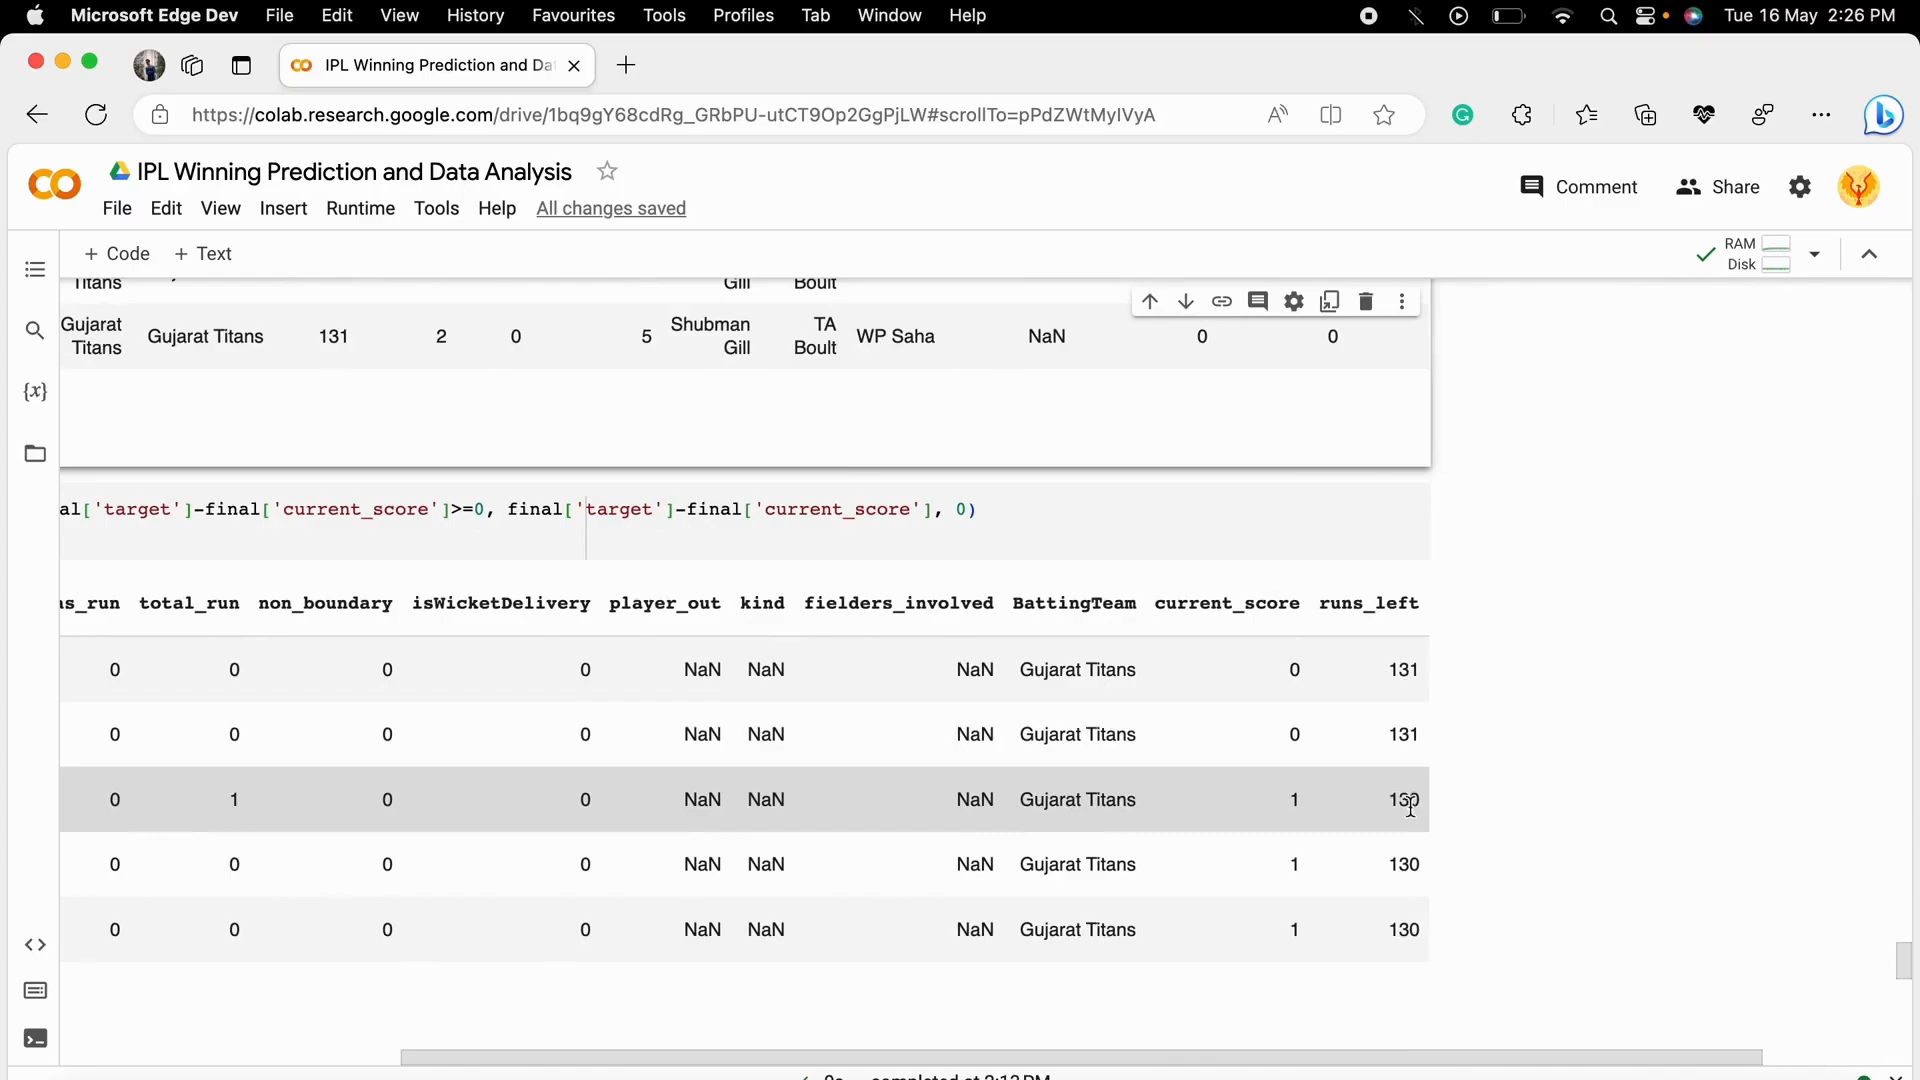 Microsoft Edge Dev File Edit View History Favourites Tools Profiles Tab Window Help Tue 16 May 2:26 PM
IPL Winning Prediction and Da
https://colab.research.google.com/drive/1bq9gY68cdRg_GRbPU-utCT9Op2GgPjLW#scrollTo=pPdZWtMyIVyA
IPL Winning Prediction and Data Analysis
Comment Share
File Edit View Insert Runtime Tools Help All changes saved
+ Code + Text RAM Disk
Titans Gill Boult
Gujarat Titans Gujarat Titans 131 2 0 5 Shubman Gill TA Boult WP Saha NaN 0 0
{x}
al['target']-final['current_score']>=0, final['target']-final['current_score'], 0)
as_run total_run non_boundary isWicketDelivery player_out kind fielders_involved BattingTeam current_score runs_left
0 0 0 0 NaN NaN NaN Gujarat Titans 0 131
0 0 0 0 NaN NaN NaN Gujarat Titans 0 131
0 1 0 0 NaN NaN NaN Gujarat Titans 1 130
0 0 0 0 NaN NaN NaN Gujarat Titans 1 130
0 0 0 0 NaN NaN NaN Gujarat Titans 1 130
0s completed at 2:13 PM